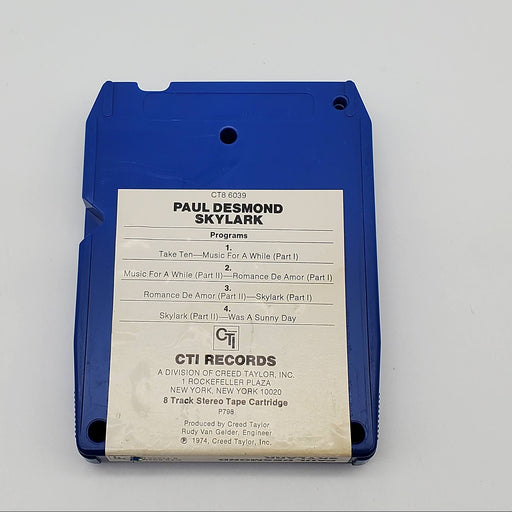 CT8 6039
PAUL DESMOND
SKYLARK
Programs
1.
Take Ten—Music For A While (Part I)
2.
Music For A While (Part II)—Romance De Amor (Part I)
3.
Romance De Amor (Part II)—Skylark (Part I)
4.
Skylark (Part II)—Was A Sunny Day
CTI
CTI RECORDS
A DIVISION OF CREED TAYLOR, INC.
1 ROCKEFELLER PLAZA
NEW YORK, NEW YORK 10020
8 Track Stereo Tape Cartridge
P798
Produced by Creed Taylor
Rudy Van Gelder, Engineer
℗ 1974, Creed Taylor, Inc.